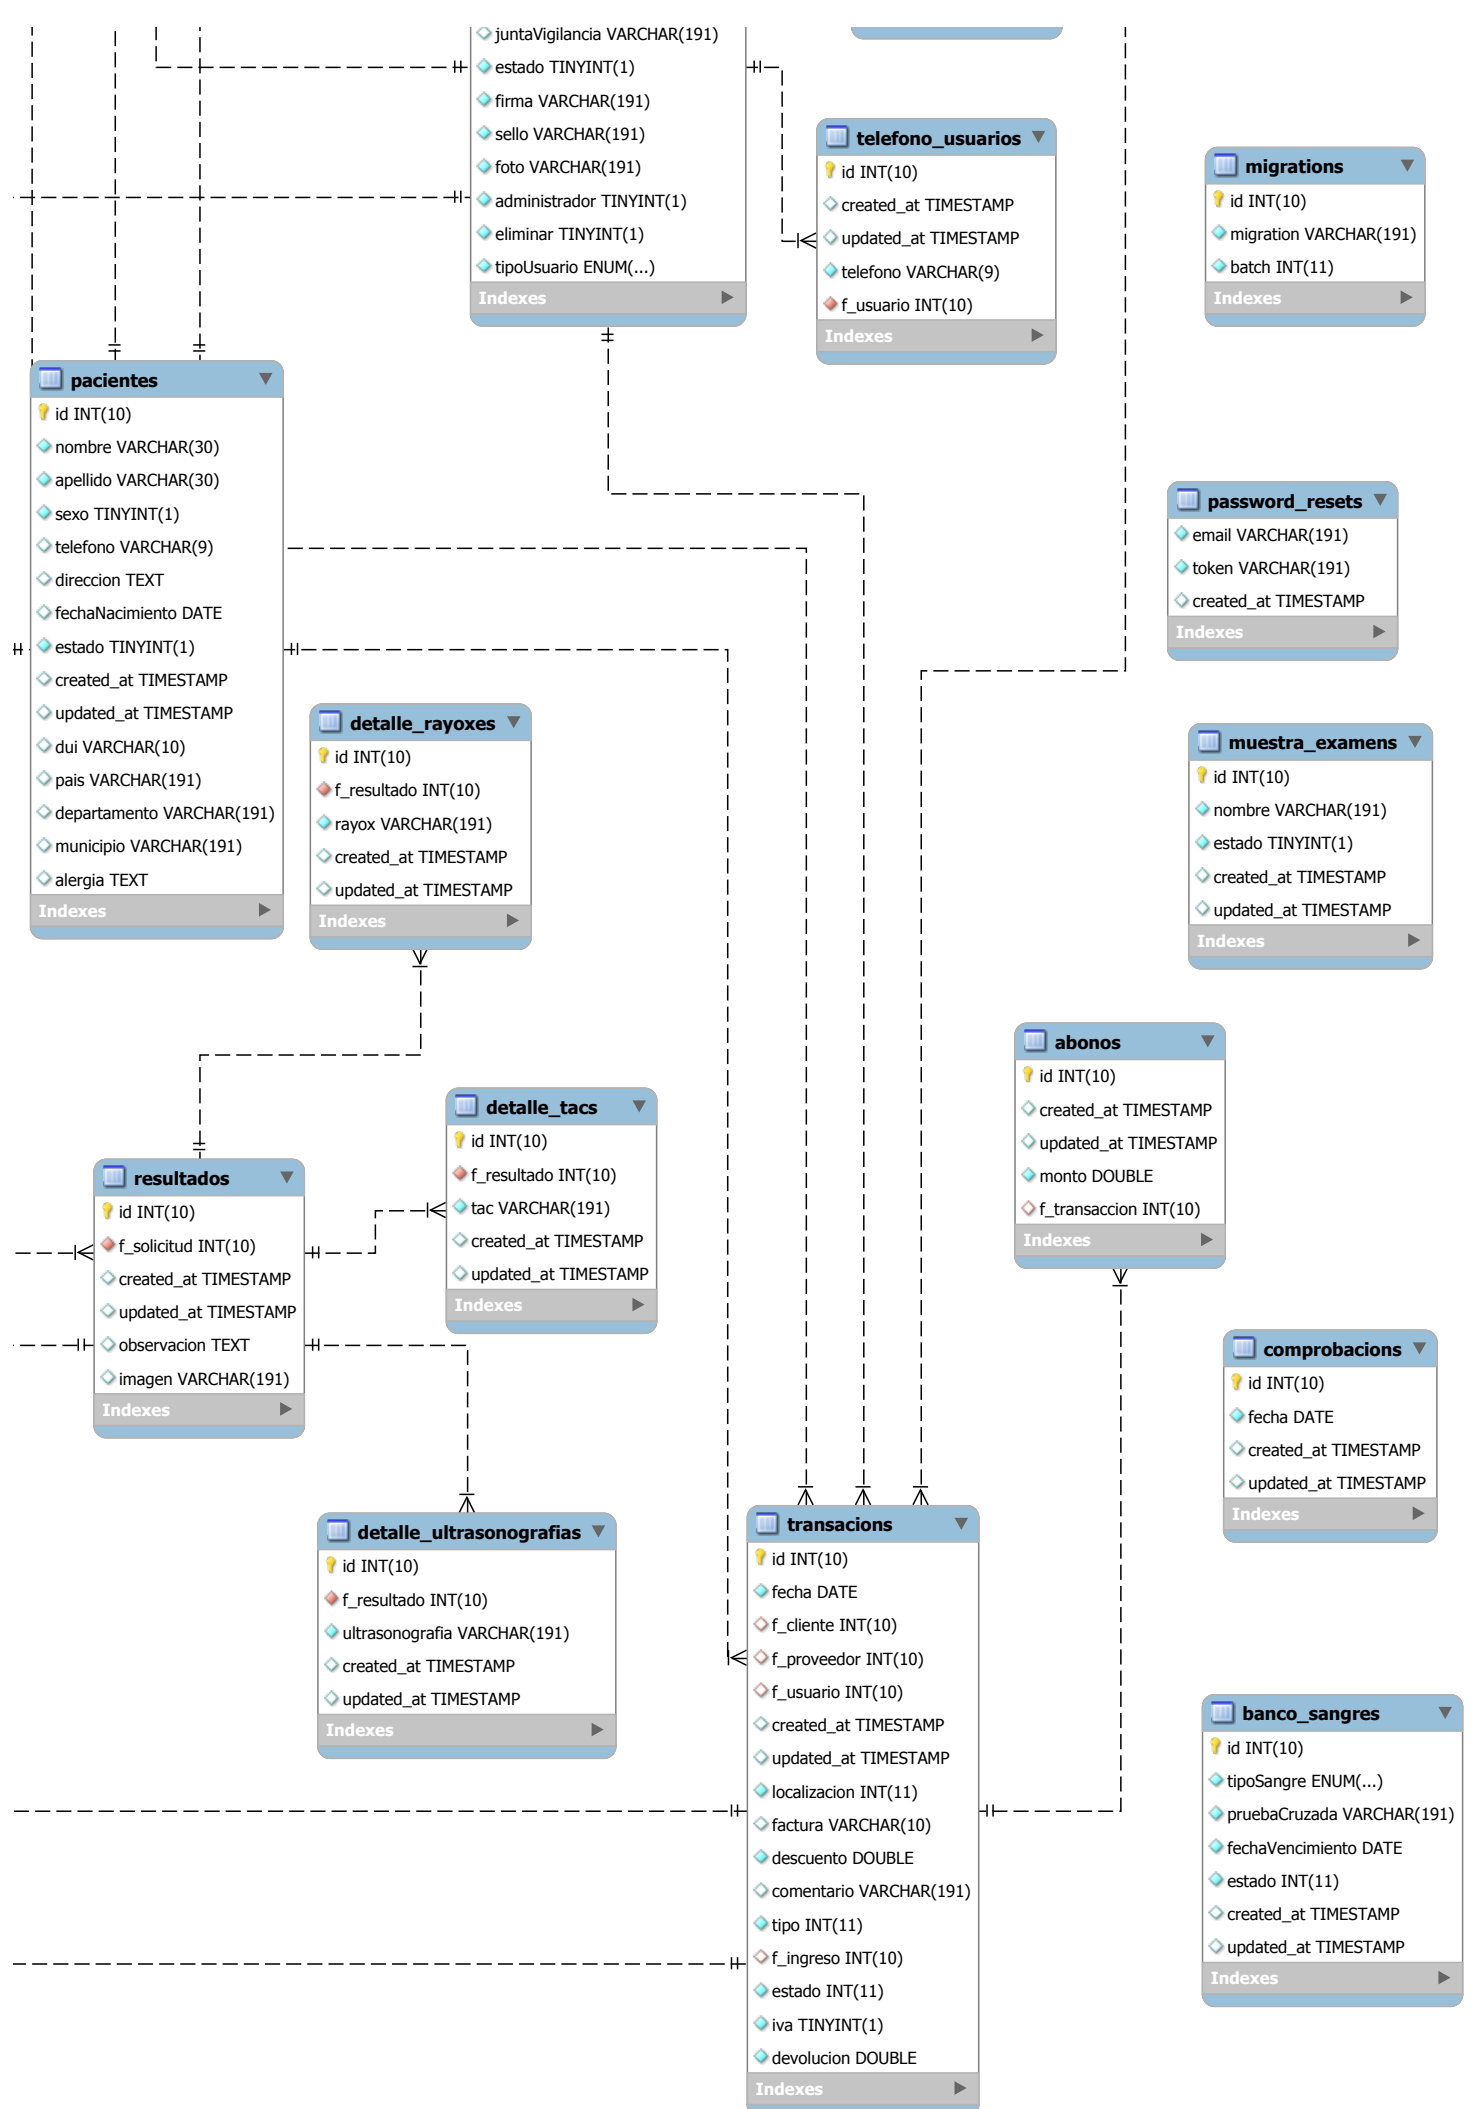 juntaVigilancia VARCHAR(191)
estado TINYINT(1)
firma VARCHAR(191)
sello VARCHAR(191)
foto VARCHAR(191)
administrador TINYINT(1)
eliminar TINYINT(1)
tipoUsuario ENUM(...)
Indexes
telefono_usuarios
id INT(10)
created_at TIMESTAMP
updated_at TIMESTAMP
telefono VARCHAR(9)
f_usuario INT(10)
Indexes
migrations
id INT(10)
migration VARCHAR(191)
batch INT(11)
Indexes
pacientes
id INT(10)
nombre VARCHAR(30)
apellido VARCHAR(30)
sexo TINYINT(1)
telefono VARCHAR(9)
direccion TEXT
fechaNacimiento DATE
estado TINYINT(1)
created_at TIMESTAMP
updated_at TIMESTAMP
dui VARCHAR(10)
pais VARCHAR(191)
departamento VARCHAR(191)
municipio VARCHAR(191)
alergia TEXT
Indexes
password_resets
email VARCHAR(191)
token VARCHAR(191)
created_at TIMESTAMP
Indexes
detalle_rayoxes
id INT(10)
f_resultado INT(10)
rayox VARCHAR(191)
created_at TIMESTAMP
updated_at TIMESTAMP
Indexes
muestra_examens
id INT(10)
nombre VARCHAR(191)
estado TINYINT(1)
created_at TIMESTAMP
updated_at TIMESTAMP
Indexes
abonos
id INT(10)
created_at TIMESTAMP
updated_at TIMESTAMP
monto DOUBLE
f_transaccion INT(10)
Indexes
detalle_tacs
id INT(10)
f_resultado INT(10)
tac VARCHAR(191)
created_at TIMESTAMP
updated_at TIMESTAMP
Indexes
resultados
id INT(10)
f_solicitud INT(10)
created_at TIMESTAMP
updated_at TIMESTAMP
observacion TEXT
imagen VARCHAR(191)
Indexes
comprobacions
id INT(10)
fecha DATE
created_at TIMESTAMP
updated_at TIMESTAMP
Indexes
detalle_ultrasonografias
id INT(10)
f_resultado INT(10)
ultrasonografia VARCHAR(191)
created_at TIMESTAMP
updated_at TIMESTAMP
Indexes
transacions
id INT(10)
fecha DATE
f_cliente INT(10)
f_proveedor INT(10)
f_usuario INT(10)
created_at TIMESTAMP
updated_at TIMESTAMP
localizacion INT(11)
factura VARCHAR(10)
descuento DOUBLE
comentario VARCHAR(191)
tipo INT(11)
f_ingreso INT(10)
estado INT(11)
iva TINYINT(1)
devolucion DOUBLE
Indexes
banco_sangres
id INT(10)
tipoSangre ENUM(...)
pruebaCruzada VARCHAR(191)
fechaVencimiento DATE
estado INT(11)
created_at TIMESTAMP
updated_at TIMESTAMP
Indexes